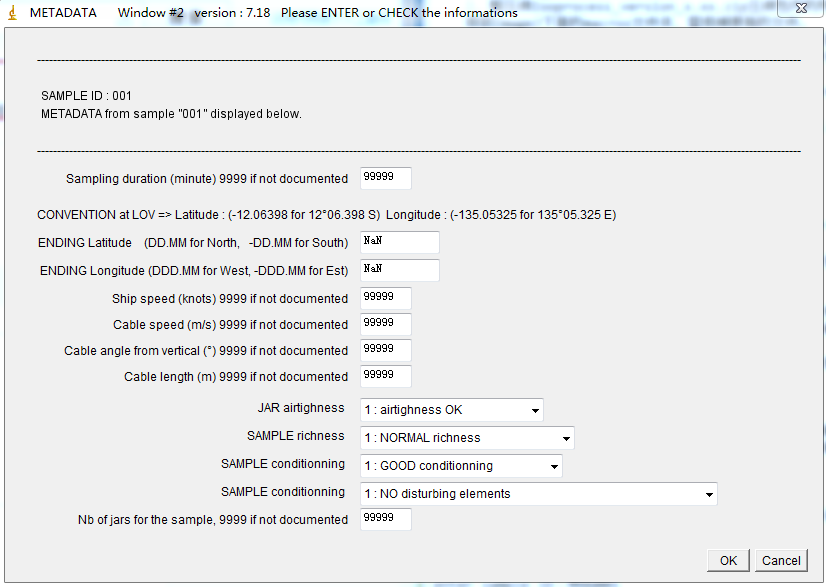 METADATA Window #2 version : 7.18 Please ENTER or CHECK the informations
SAMPLE ID : 001
METADATA from sample "001" displayed below.
Sampling duration (minute) 9999 if not documented 99999
CONVENTION at LOV => Latitude : (-12.06398 for 12°06.398 S) Longitude : (-135.05325 for 135°05.325 E)
ENDING Latitude (DD.MM for North, -DD.MM for South) NaN
ENDING Longitude (DDD.MM for West, -DDD.MM for Est) NaN
Ship speed (knots) 9999 if not documented 99999
Cable speed (m/s) 9999 if not documented 99999
Cable angle from vertical (°) 9999 if not documented 99999
Cable length (m) 9999 if not documented 99999
JAR airtighness 1 : airtighness OK
SAMPLE richness 1 : NORMAL richness
SAMPLE conditionning 1 : GOOD conditionning
SAMPLE conditionning 1 : NO disturbing elements
Nb of jars for the sample, 9999 if not documented 99999
OK Cancel